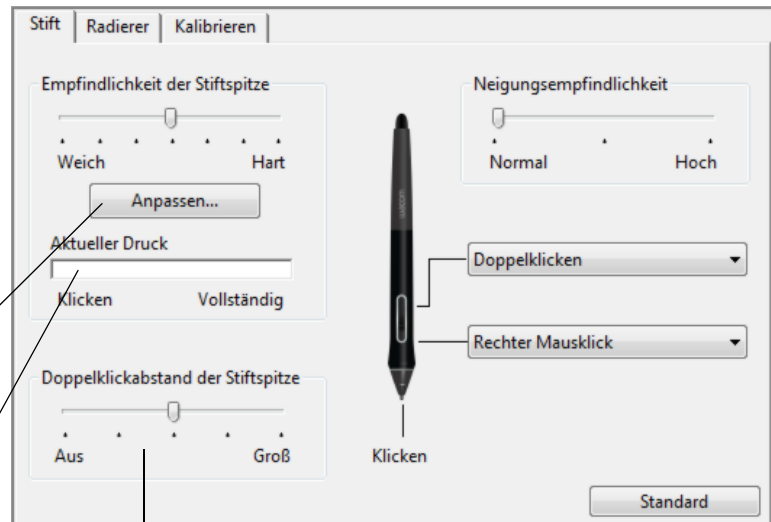 Stift Radierer Kalibrieren
Empfindlichkeit der Stiftspitze
Weich Hart
Anpassen...
Aktueller Druck
Klicken Vollständig
Doppelklickabstand der Stiftspitze
Aus Groß
wacom
Klicken
Neigungsempfindlichkeit
Normal Hoch
Doppelklicken
Rechter Mausklick
Standard